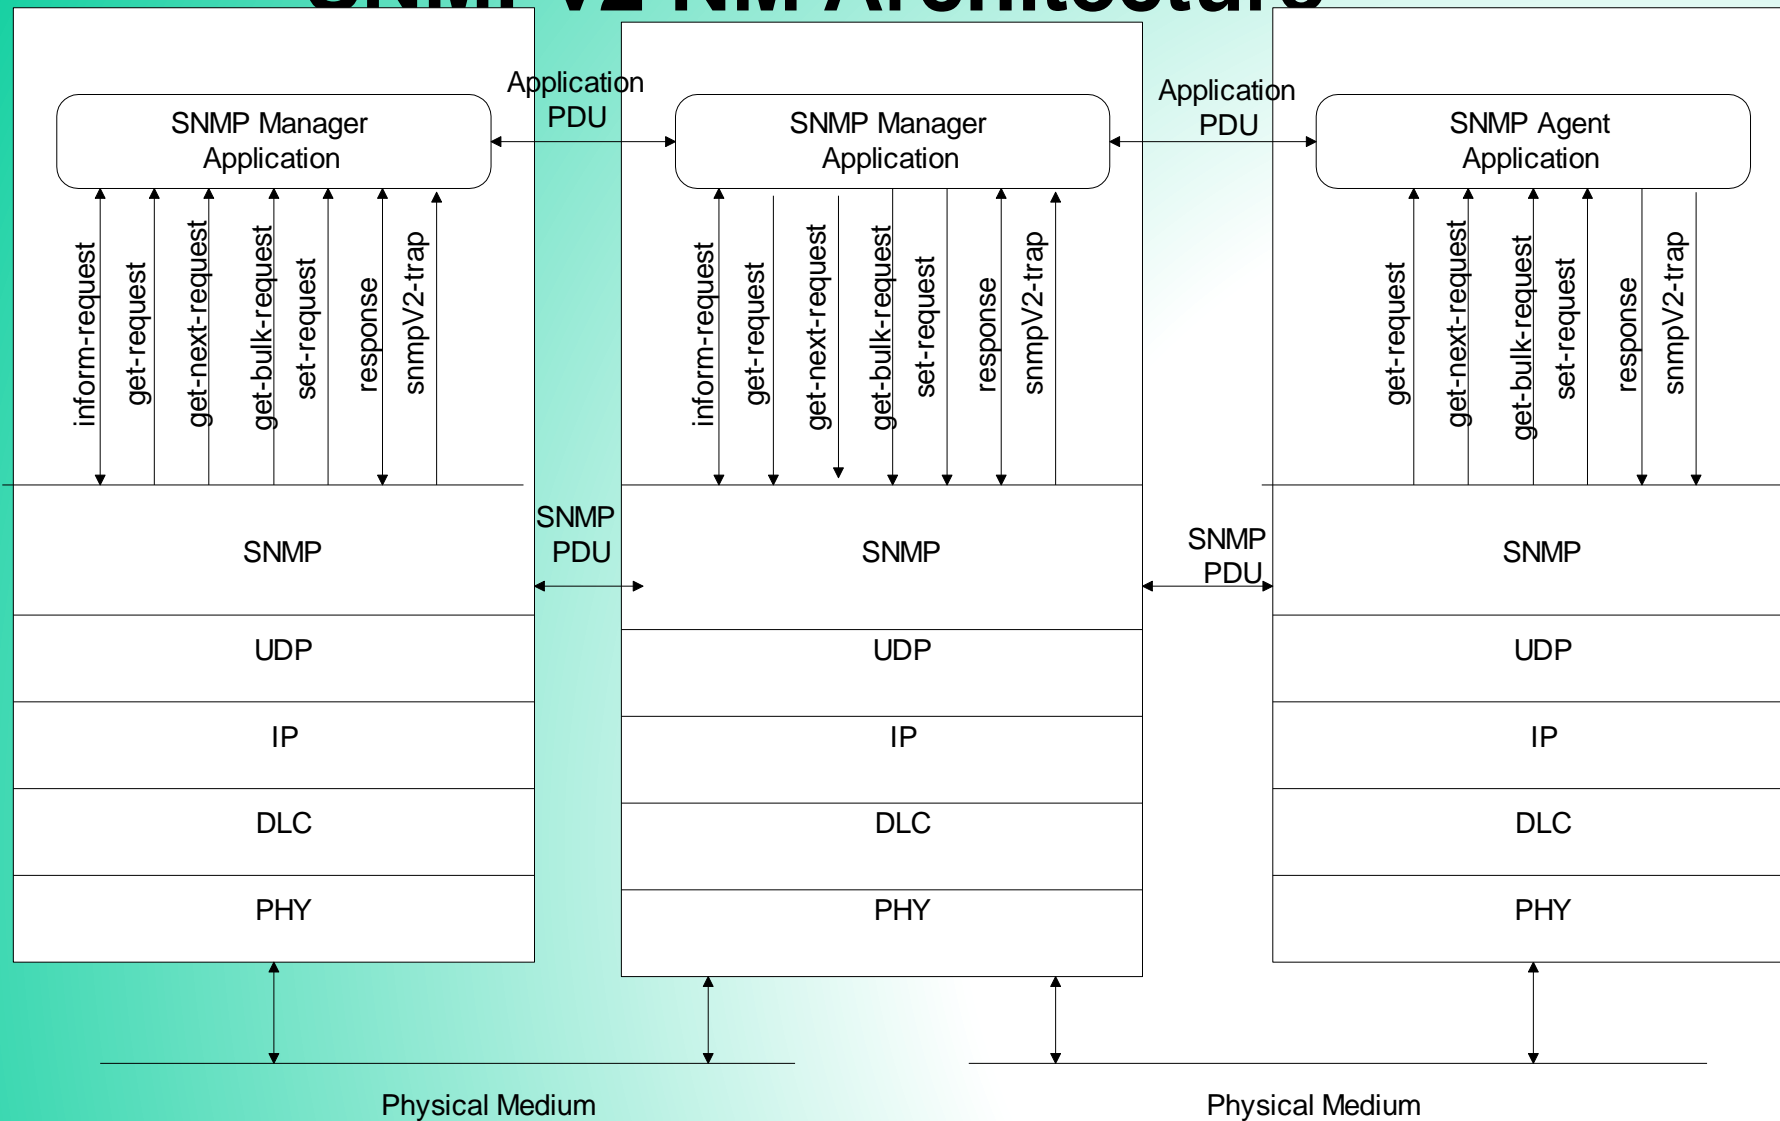 SNMPv2 NM Architecture
Application
PDU
Application
PDU
SNMP Manager
Application
SNMP Manager
Application
SNMP Agent
Application
inform-request
get-request
get-next-request
get-bulk-request
set-request
response
snmpV2-trap
inform-request
get-request
get-next-request
get-bulk-request
set-request
response
snmpV2-trap
get-request
get-next-request
get-bulk-request
set-request
response
snmpV2-trap
SNMP
PDU
SNMP
PDU
SNMP
SNMP
SNMP
UDP
UDP
UDP
IP
IP
IP
DLC
DLC
DLC
PHY
PHY
PHY
Physical Medium
Physical Medium